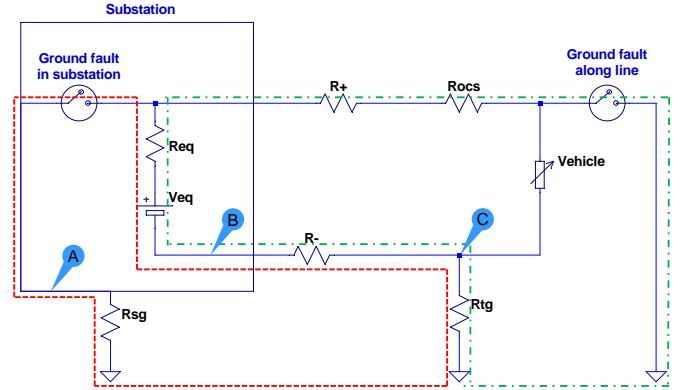 Substation
Ground fault
in substation
Ground fault
along line
R+
Rocs
Req
Vehicle
+
Veq
B
C
R-
A
Rsg
Rtg